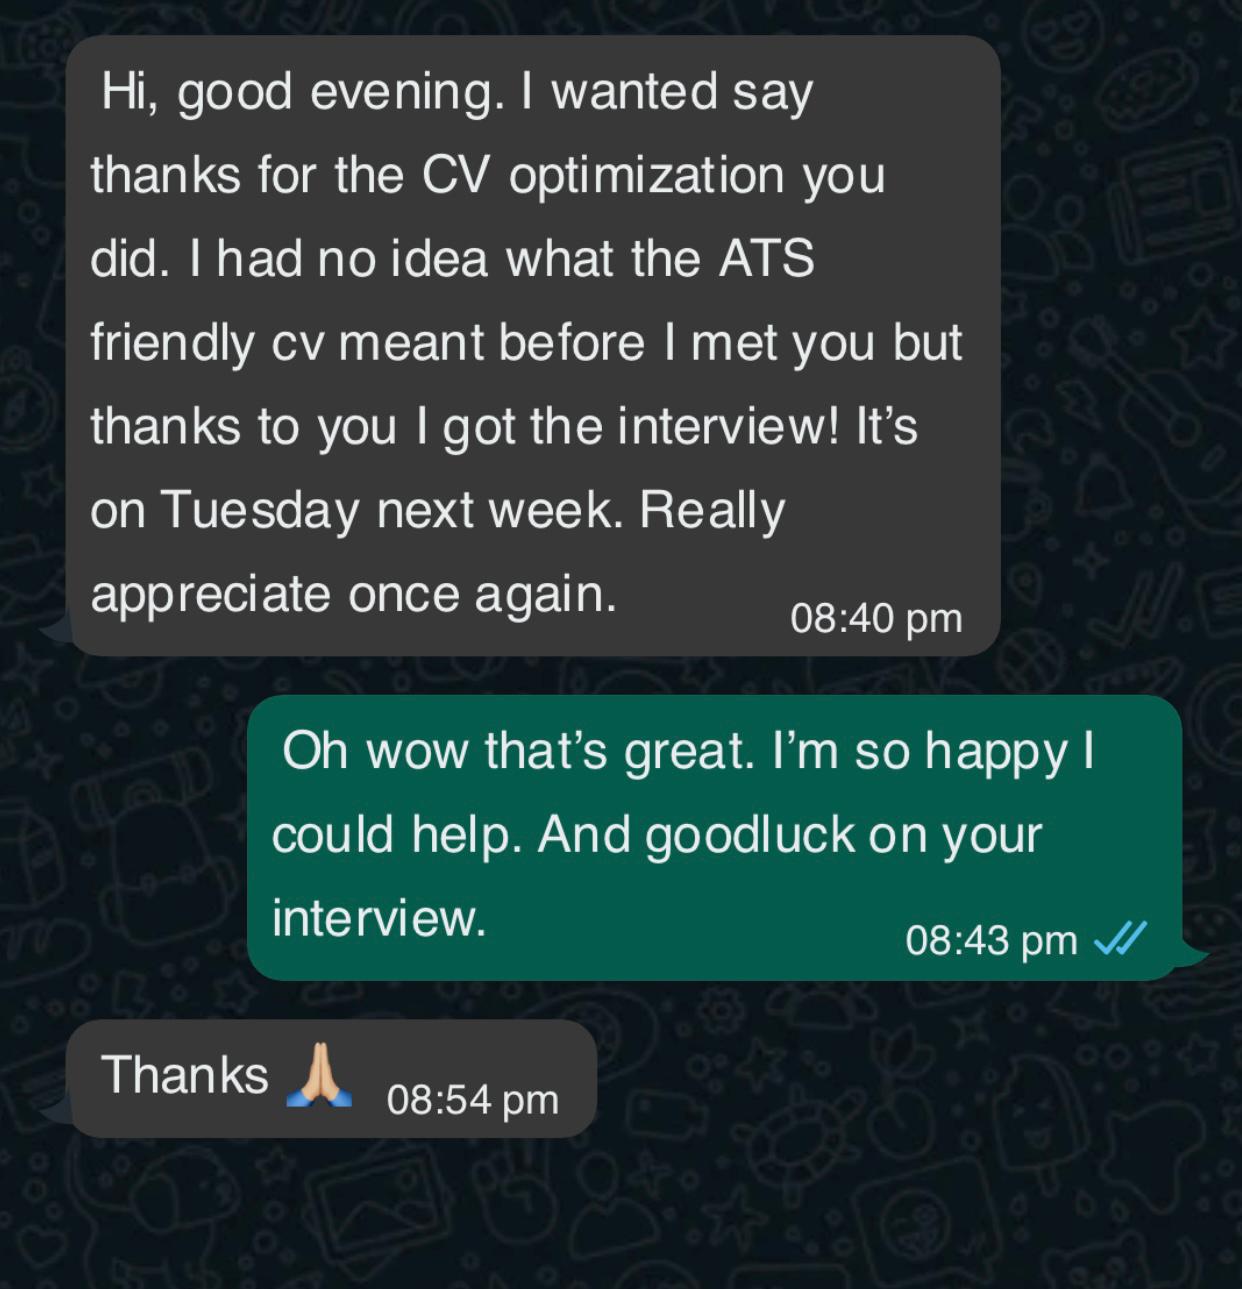 Hi, good evening. I wanted say
thanks for the CV optimization you
did. I had no idea what the ATS
friendly cv meant before I met you but
thanks to you I got the interview! It’s
on Tuesday next week. Really
appreciate once again.
08:40 pm
Oh wow that’s great. I’m so happy I
could help. And goodluck on your
interview.
08:43 pm
Thanks 🙏🏼 08:54 pm